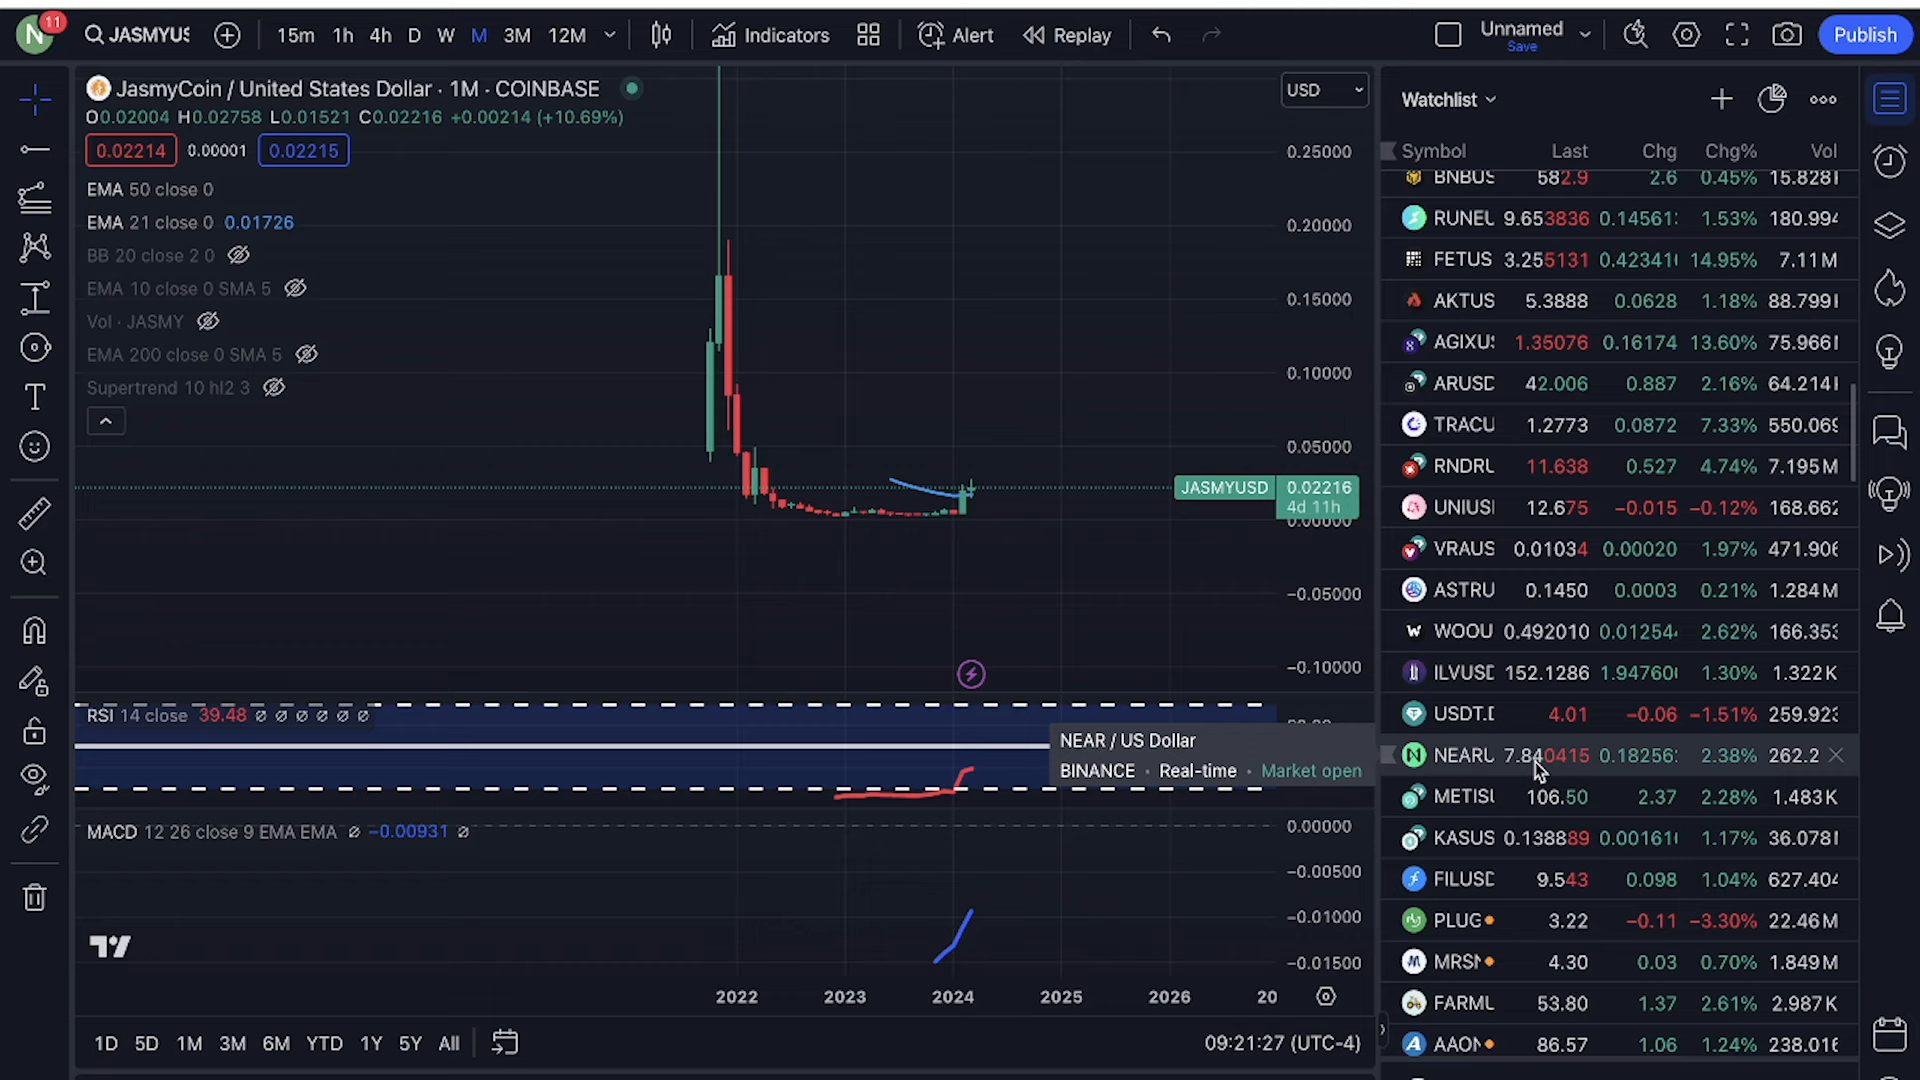 N 11 JASMYUS 15m 1h 4h D W M 3M 12M Indicators Alert Replay Unnamed Save Publish
JasmyCoin / United States Dollar · 1M · COINBASE
O0.02004 H0.02758 L0.01521 C0.02216 +0.00214 (+10.69%)
0.02214 0.00001 0.02215
EMA 50 close 0
EMA 21 close 0 0.01726
BB 20 close 2 0
EMA 10 close 0 SMA 5
Vol · JASMY
EMA 200 close 0 SMA 5
Supertrend 10 hl2 3
USD
0.25000
0.20000
0.15000
0.10000
0.05000
JASMYUSD 0.02216
4d 11h
0.00000
−0.05000
−0.10000
RSI 14 close 39.48 ∅ ∅ ∅ ∅ ∅ ∅
NEAR / US Dollar
BINANCE · Real-time · Market open
MACD 12 26 close 9 EMA EMA ∅ −0.00931 ∅
0.00000
−0.00500
−0.01000
−0.01500
2022 2023 2024 2025 2026 20
1D 5D 1M 3M 6M YTD 1Y 5Y All 09:21:27 (UTC-4)
Watchlist
Symbol Last Chg Chg% Vol
BNBUS 582.9 2.6 0.45% 15.828
RUNEU 9.653836 0.14561 1.53% 180.994
FETUS 3.255131 0.42341 14.95% 7.11M
AKTUS 5.3888 0.0628 1.18% 88.799
AGIXUS 1.35076 0.16174 13.60% 75.966
ARUSD 42.006 0.887 2.16% 64.214
TRACU 1.2773 0.0872 7.33% 550.069
RNDRU 11.638 0.527 4.74% 7.195M
UNIUS 12.675 −0.015 −0.12% 168.662
VRAUS 0.01034 0.00020 1.97% 471.906
ASTRU 0.1450 0.0003 0.21% 1.284M
WOOU 0.492010 0.01254 2.62% 166.353
ILVUSD 152.1286 1.94760 1.30% 1.322K
USDT.D 4.01 −0.06 −1.51% 259.923
NEARU 7.840415 0.18256 2.38% 262.2
METISU 106.50 2.37 2.28% 1.483K
KASUS 0.138889 0.00161 1.17% 36.078
FILUSD 9.543 0.098 1.04% 627.404
PLUG 3.22 −0.11 −3.30% 22.46M
MRSN 4.30 0.03 0.70% 1.849M
FARMU 53.80 1.37 2.61% 2.987K
AAON 86.57 1.06 1.24% 238.016